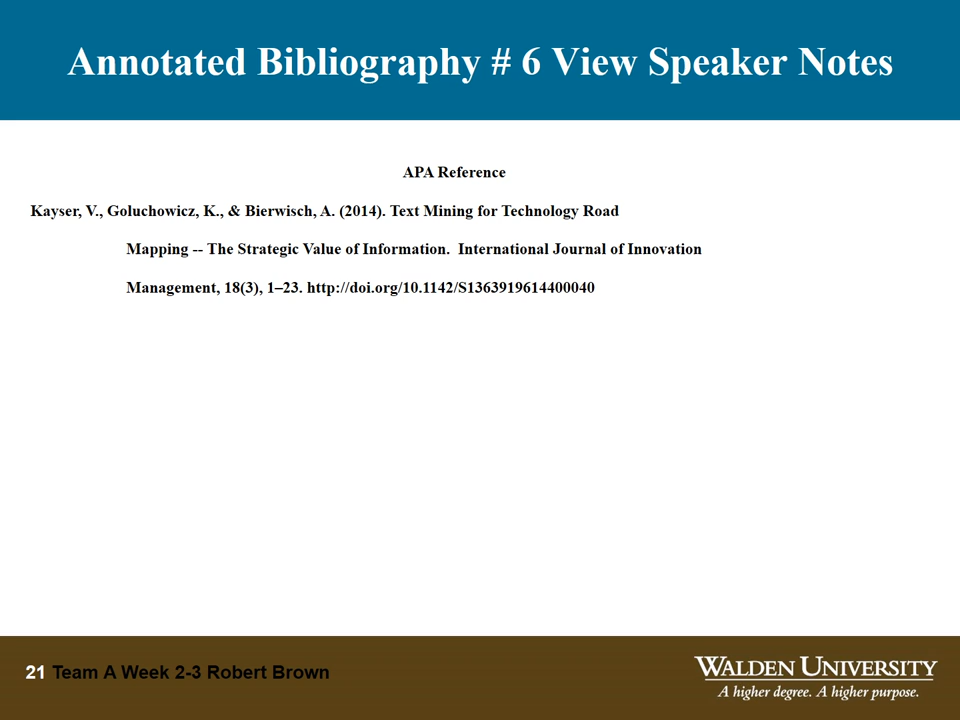 Annotated Bibliography # 6 View Speaker Notes
APA Reference
Kayser, V., Goluchowicz, K., & Bierwisch, A. (2014). Text Mining for Technology Road
Mapping -- The Strategic Value of Information.  International Journal of Innovation
Management, 18(3), 1–23. http://doi.org/10.1142/S1363919614400040
21 Team A Week 2-3 Robert Brown
WALDEN UNIVERSITY
A higher degree. A higher purpose.